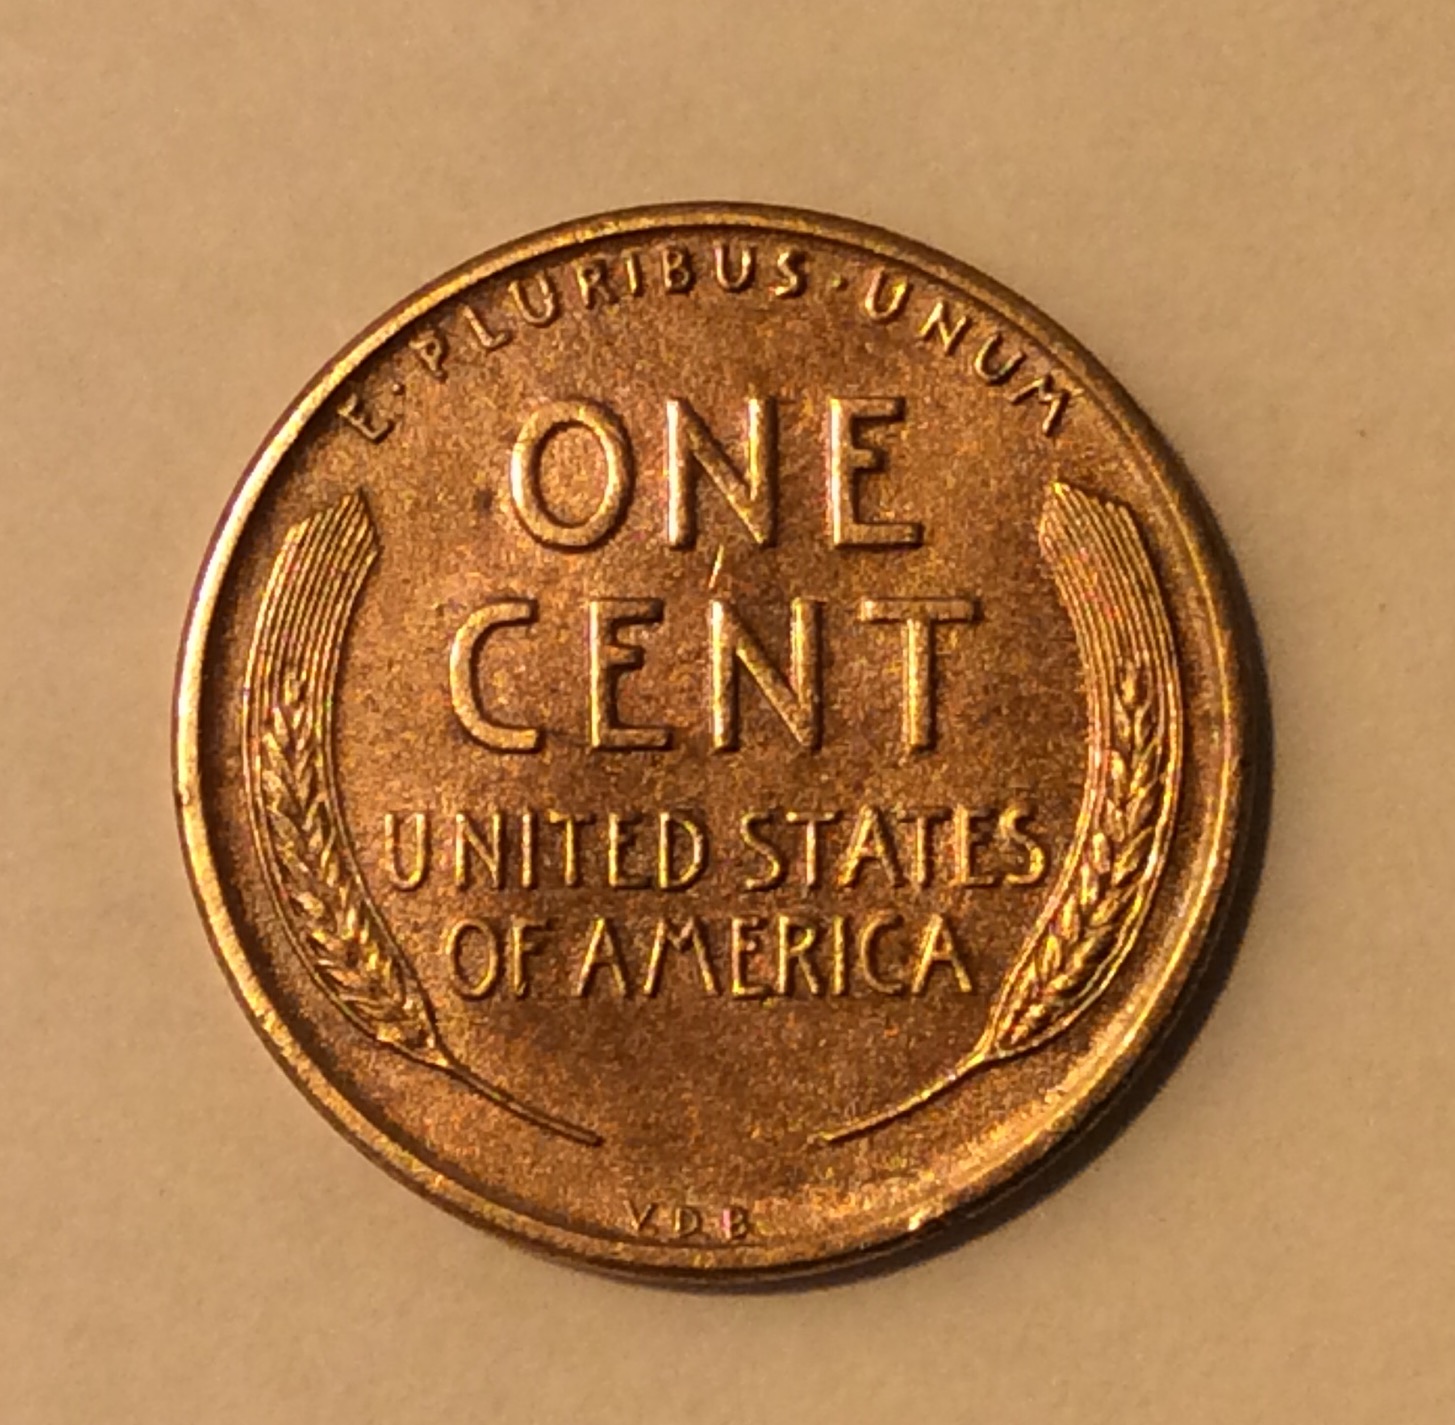 E · PLURIBUS · UNUM
ONE
CENT
UNITED STATES
OF AMERICA
V D B